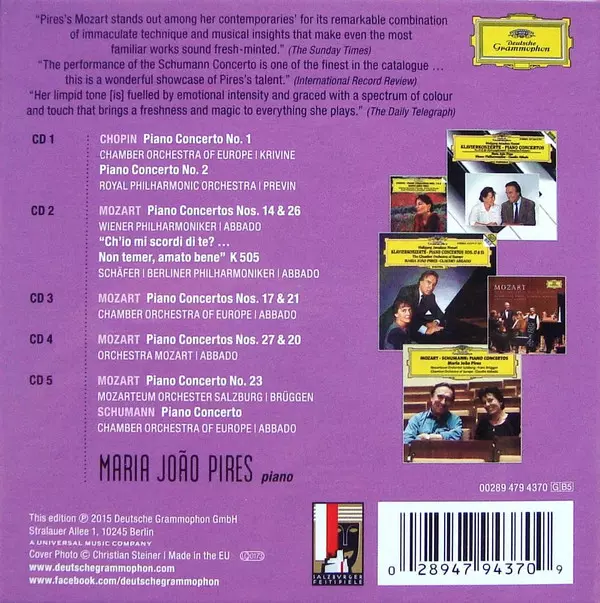 "Pires's Mozart stands out among her contemporaries' for its remarkable combination
of immaculate technique and musical insights that make even the most
familiar works sound fresh-minted." (The Sunday Times)
"The performance of the Schumann Concerto is one of the finest in the catalogue …
this is a wonderful showcase of Pires's talent." (International Record Review)
"Her limpid tone [is] fuelled by emotional intensity and graced with a spectrum of colour
and touch that brings a freshness and magic to everything she plays." (The Daily Telegraph)
Deutsche
Grammophon
CD 1
CHOPIN Piano Concerto No. 1
CHAMBER ORCHESTRA OF EUROPE | KRIVINE
Piano Concerto No. 2
ROYAL PHILHARMONIC ORCHESTRA | PREVIN
CD 2
MOZART Piano Concertos Nos. 14 & 26
WIENER PHILHARMONIKER | ABBADO
"Ch'io mi scordi di te? …
Non temer, amato bene" K 505
SCHÄFER | BERLINER PHILHARMONIKER | ABBADO
CD 3
MOZART Piano Concertos Nos. 17 & 21
CHAMBER ORCHESTRA OF EUROPE | ABBADO
CD 4
MOZART Piano Concertos Nos. 27 & 20
ORCHESTRA MOZART | ABBADO
CD 5
MOZART Piano Concerto No. 23
MOZARTEUM ORCHESTER SALZBURG | BRÜGGEN
SCHUMANN Piano Concerto
CHAMBER ORCHESTRA OF EUROPE | ABBADO
MARIA JOÃO PIRES piano
KLAVIERKONZERTE · PIANO CONCERTOS
MOZART
MOZART · SCHUMANN: PIANO CONCERTOS
Maria João Pires
00289 479 4370 GB5
This edition ℗ 2015 Deutsche Grammophon GmbH
Stralauer Allee 1, 10245 Berlin
A UNIVERSAL MUSIC COMPANY
Cover Photo © Christian Steiner | Made in the EU
www.deutschegrammophon.com
www.facebook.com/deutschegrammophon
SALZBURGER
FESTSPIELE
0 28947 94370 9